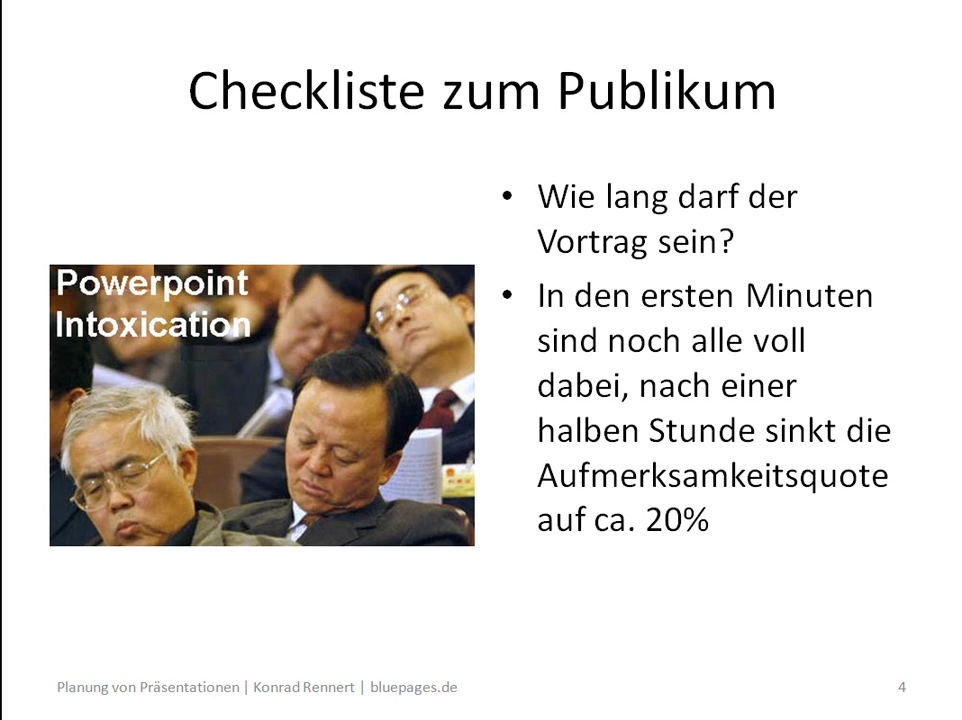 Checkliste zum Publikum
Powerpoint
Intoxication
• Wie lang darf der
Vortrag sein?
• In den ersten Minuten
sind noch alle voll
dabei, nach einer
halben Stunde sinkt die
Aufmerksamkeitsquote
auf ca. 20%
Planung von Präsentationen | Konrad Rennert | bluepages.de
4